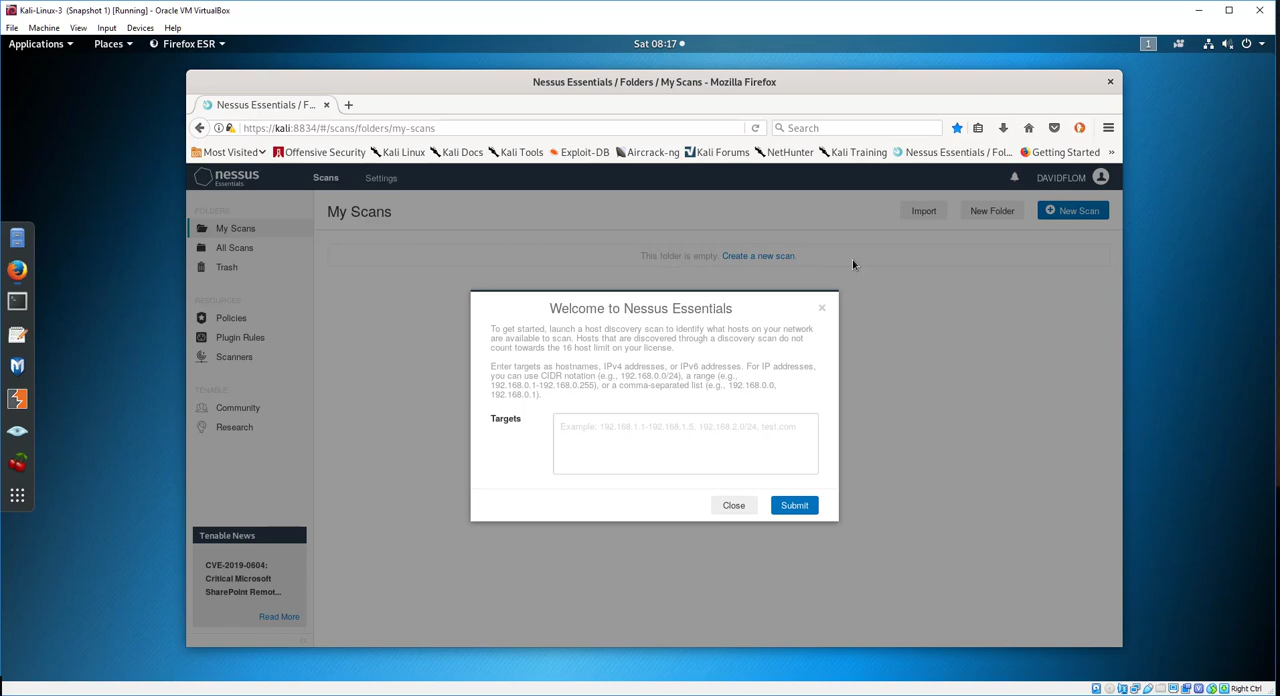 Kali-Linux-3 (Snapshot 1) [Running] - Oracle VM VirtualBox
File Machine View Input Devices Help
Applications Places Firefox ESR Sat 08:17 1
Nessus Essentials / Folders / My Scans - Mozilla Firefox
Nessus Essentials / F...
https://kali:8834/#/scans/folders/my-scans Search
Most Visited Offensive Security Kali Linux Kali Docs Kali Tools Exploit-DB Aircrack-ng Kali Forums NetHunter Kali Training Nessus Essentials / Fol... Getting Started »
nessus Essentials Scans Settings DAVIDFLOM
FOLDERS
My Scans
All Scans
Trash
RESOURCES
Policies
Plugin Rules
Scanners
TENABLE
Community
Research
Tenable News
CVE-2019-0604:
Critical Microsoft
SharePoint Remot...
Read More
My Scans Import New Folder New Scan
This folder is empty. Create a new scan.
Welcome to Nessus Essentials
To get started, launch a host discovery scan to identify what hosts on your network
are available to scan. Hosts that are discovered through a discovery scan do not
count towards the 16 host limit on your license.
Enter targets as hostnames, IPv4 addresses, or IPv6 addresses. For IP addresses,
you can use CIDR notation (e.g., 192.168.0.0/24), a range (e.g.,
192.168.0.1-192.168.0.255), or a comma-separated list (e.g., 192.168.0.0,
192.168.0.1).
Targets
Example: 192.168.1.1-192.168.1.5, 192.168.2.0/24, test.com
Close Submit
Right Ctrl